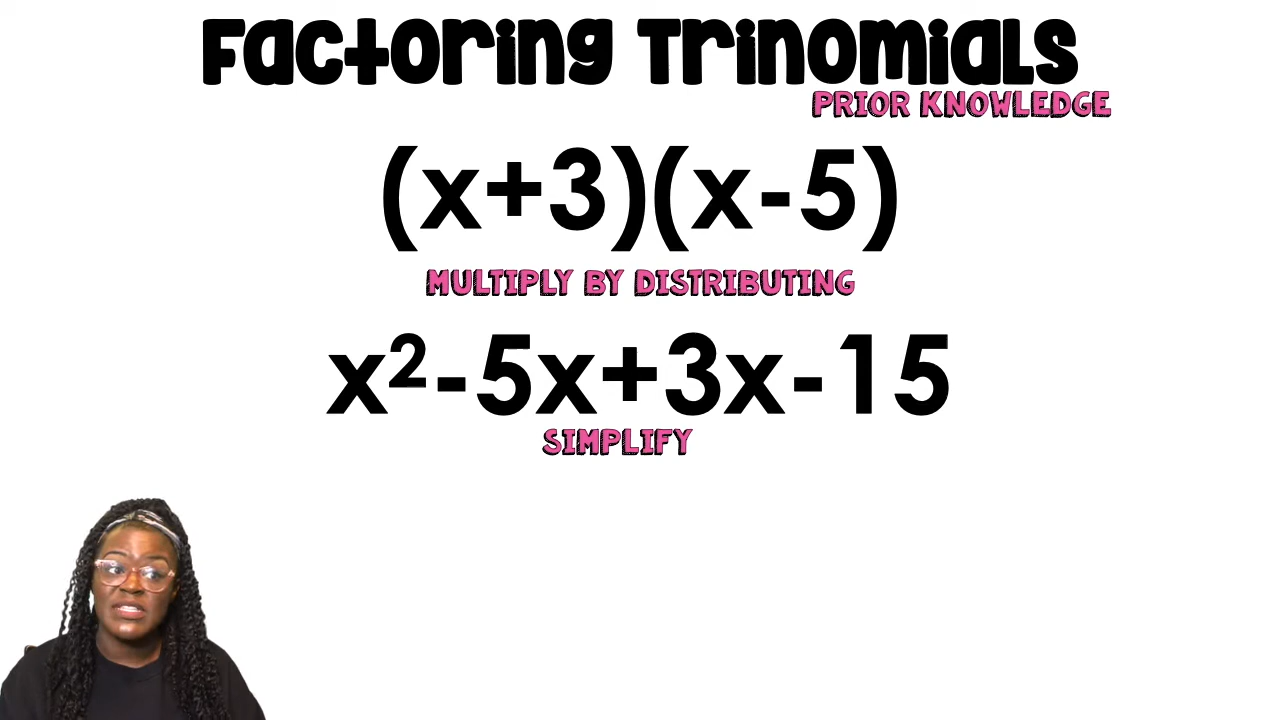 Factoring Trinomials
PRIOR KNOWLEDGE
(x+3)(x-5)
MULTIPLY BY DISTRIBUTING
x²-5x+3x-15
SIMPLIFY